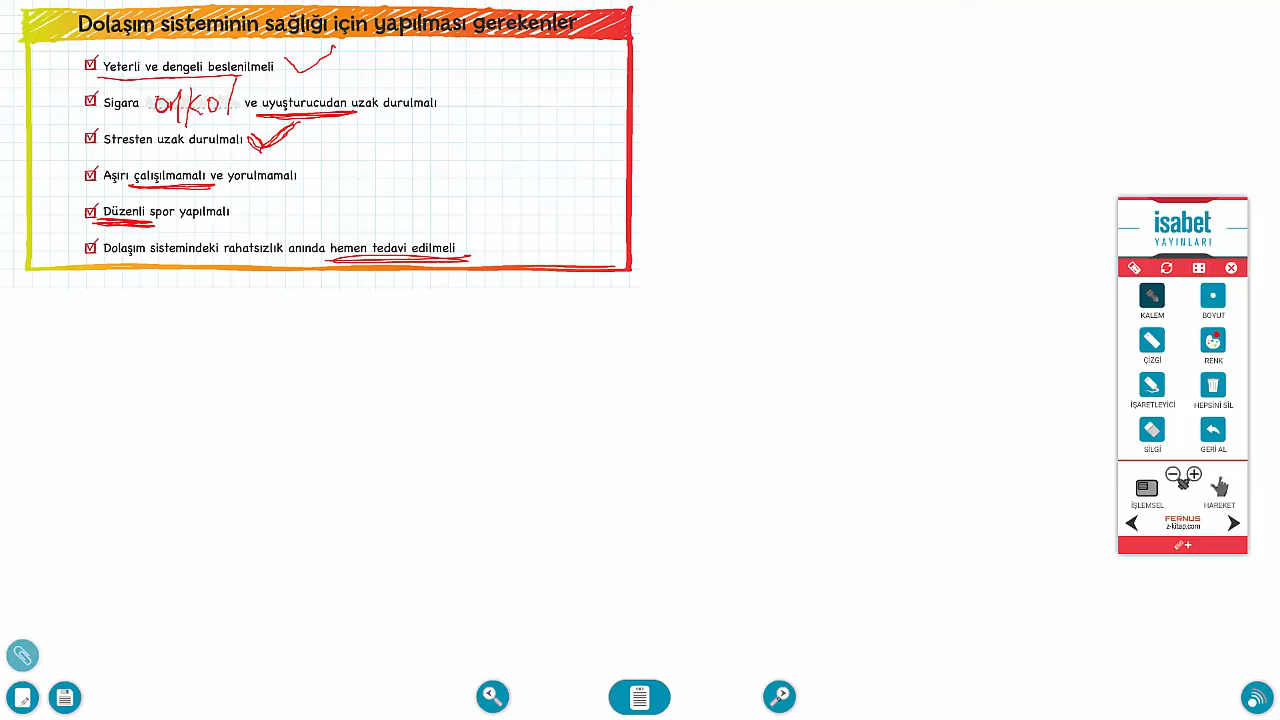 Dolaşım sisteminin sağlığı için yapılması gerekenler
Yeterli ve dengeli beslenilmeli
Sigara alkol ve uyuşturucudan uzak durulmalı
Stresten uzak durulmalı
Aşırı çalışılmamalı ve yorulmamalı
Düzenli spor yapılmalı
Dolaşım sistemindeki rahatsızlık anında hemen tedavi edilmeli
isabet
YAYINLARI
KALEM BOYUT
ÇİZGİ RENK
İŞARETLEYİCİ HEPSİNİ SİL
SİLGİ GERİ AL
İŞLEMSEL HAREKET
FERNUS
z-kitap.com